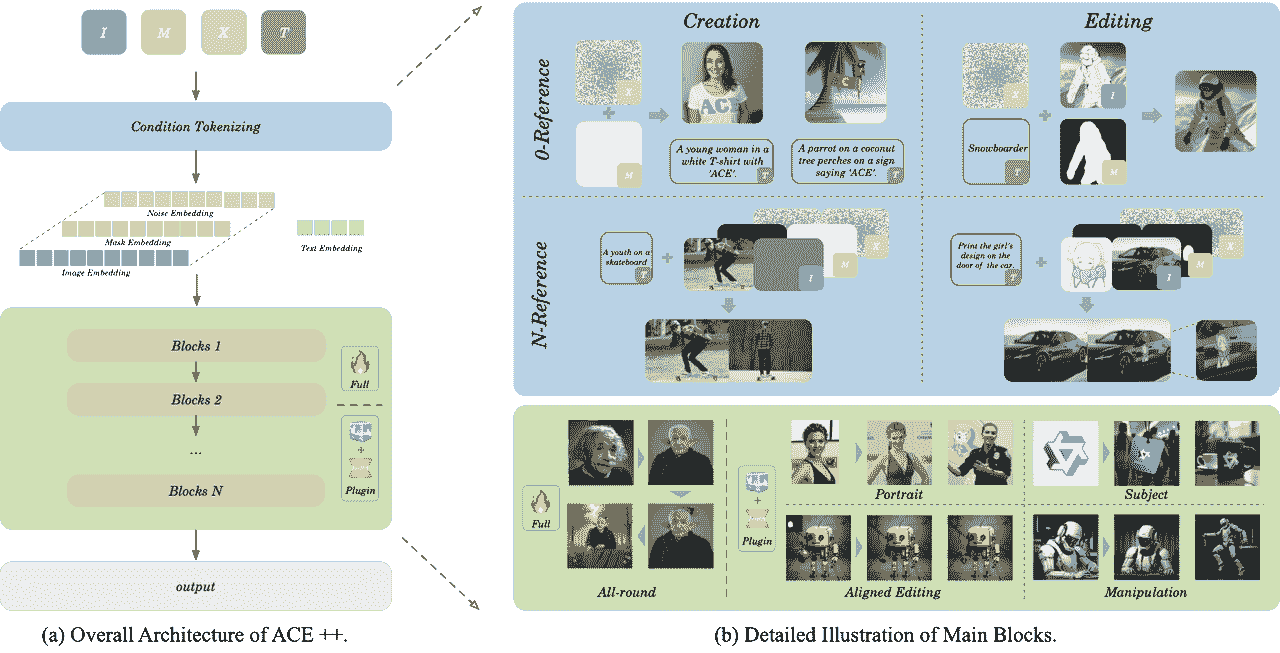 I M X T
Condition Tokenizing
Noise Embedding
Mask Embedding
Image Embedding
Text Embedding
Blocks 1
Blocks 2
...
Blocks N
Full
+
Plugin
output
(a) Overall Architecture of ACE ++.
Creation
Editing
0-Reference
X
+
M
ACE
A young woman in a
white T-shirt with
'ACE'.
T
A parrot on a coconut
tree perches on a sign
saying 'ACE'.
T
X
+
I
Snowboarder
T
M
N-Reference
A youth on a
skateboard
T
+
I
M
X
Print the girl's
design on the
door of the car.
T
+
I
M
X
Full
All-round
+
Plugin
Portrait
Subject
Aligned Editing
Manipulation
(b) Detailed Illustration of Main Blocks.